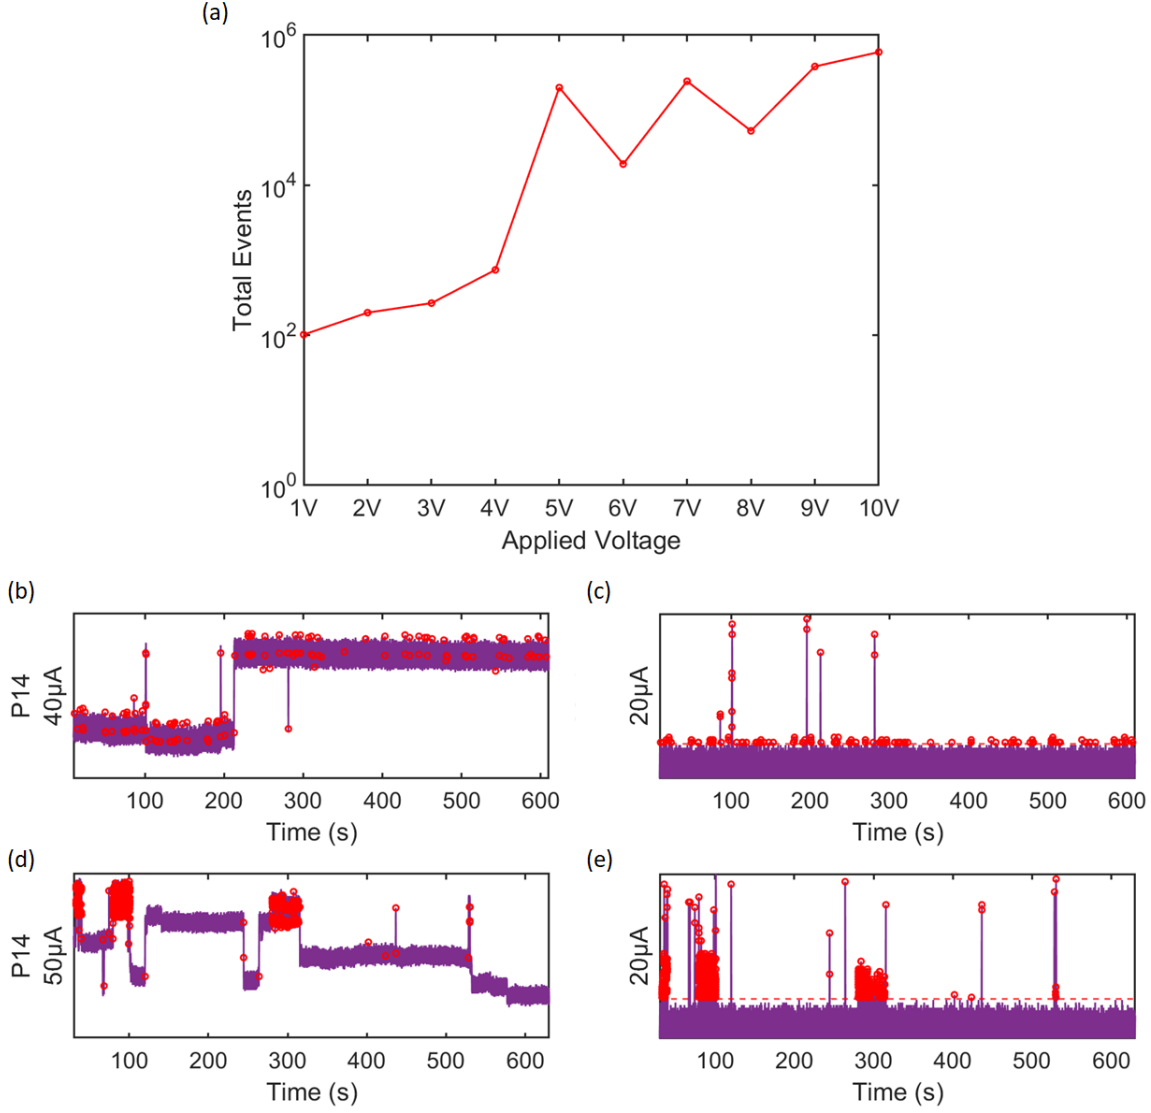 (a)
10^6
10^4
10^2
10^0
Total Events
1V 2V 3V 4V 5V 6V 7V 8V 9V 10V
Applied Voltage
(b)
P14
40μA
100 200 300 400 500 600
Time (s)
(c)
20μA
100 200 300 400 500 600
Time (s)
(d)
P14
50μA
100 200 300 400 500 600
Time (s)
(e)
20μA
100 200 300 400 500 600
Time (s)